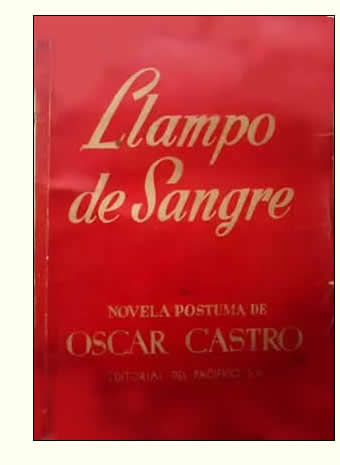 Llampo
de Sangre
NOVELA POSTUMA DE
OSCAR CASTRO
EDITORIAL DEL PACIFICO S.A.